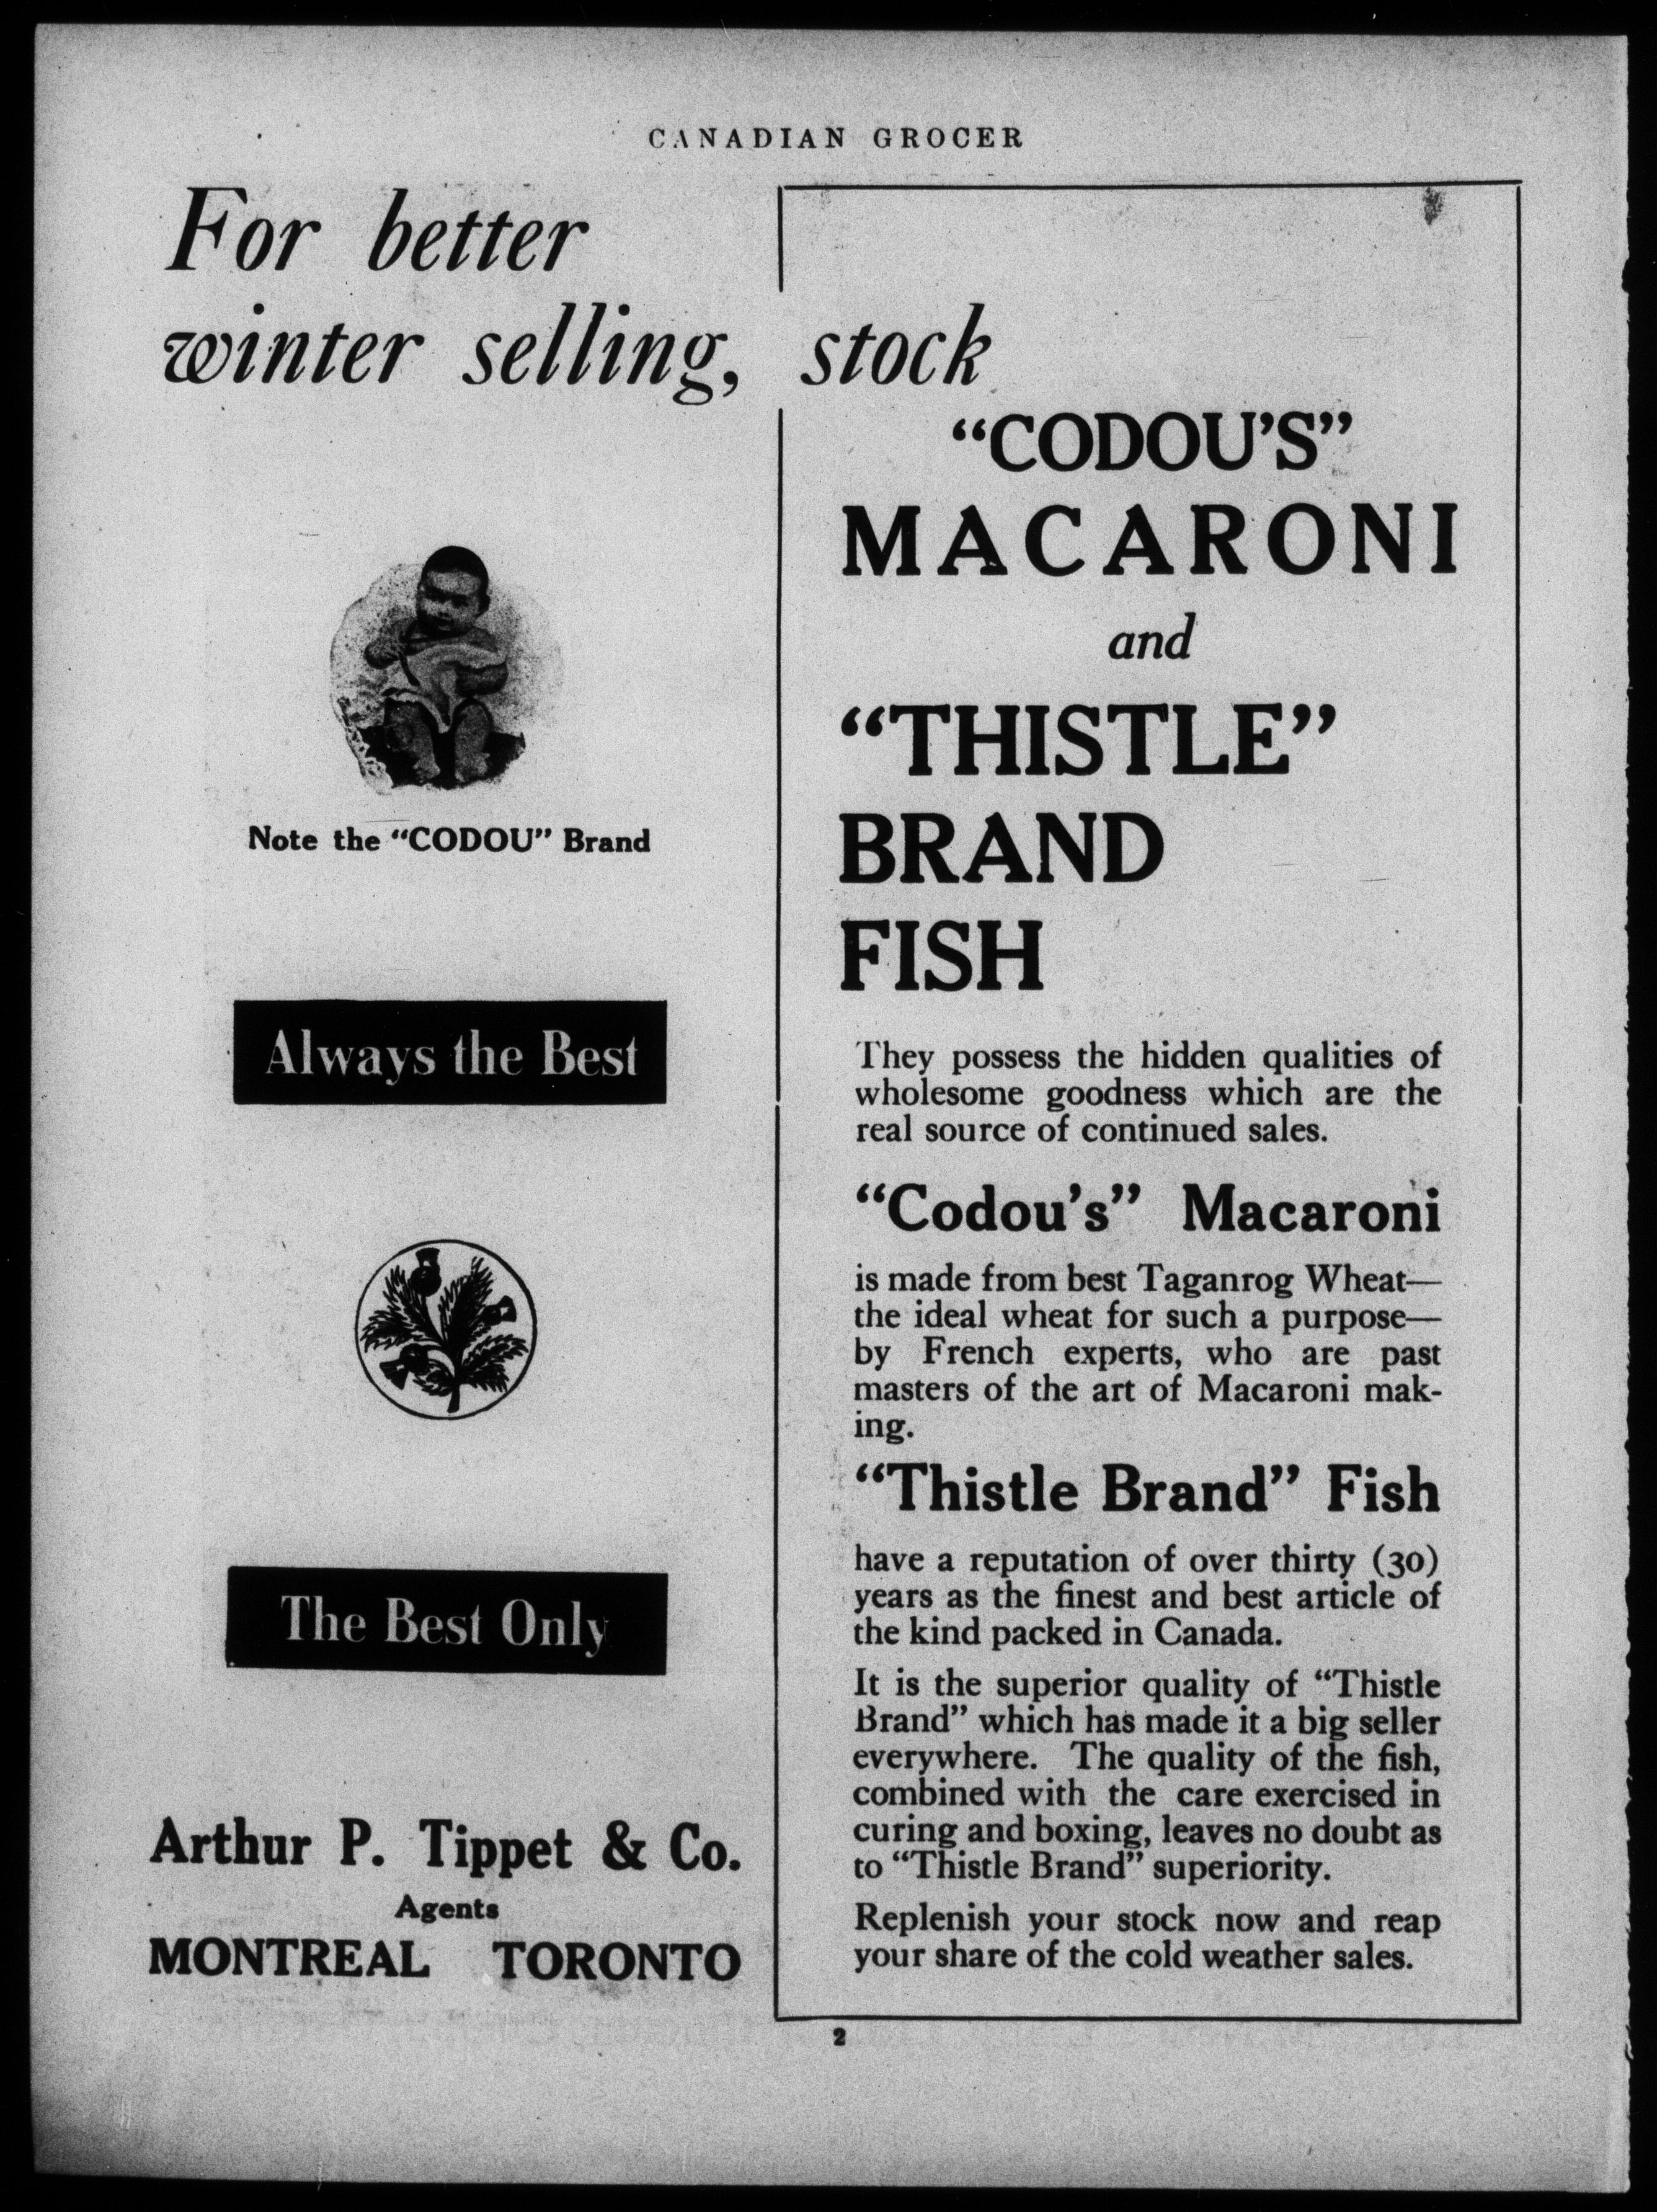 CANADIAN GROCER
For better
winter selling, stock
"CODOU'S"
MACARONI
and
"THISTLE"
BRAND
FISH
Note the "CODOU" Brand
Always the Best
The Best Only
Arthur P. Tippet & Co.
Agents
MONTREAL TORONTO
They possess the hidden qualities of
wholesome goodness which are the
real source of continued sales.
"Codou's" Macaroni
is made from best Taganrog Wheat—
the ideal wheat for such a purpose—
by French experts, who are past
masters of the art of Macaroni mak-
ing.
"Thistle Brand" Fish
have a reputation of over thirty (30)
years as the finest and best article of
the kind packed in Canada.
It is the superior quality of "Thistle
Brand" which has made it a big seller
everywhere. The quality of the fish,
combined with the care exercised in
curing and boxing, leaves no doubt as
to "Thistle Brand" superiority.
Replenish your stock now and reap
your share of the cold weather sales.
2